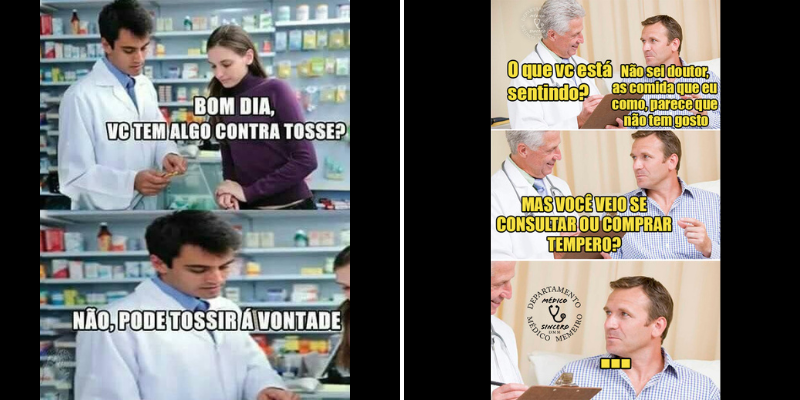 BOM DIA,
VC TEM ALGO CONTRA TOSSE?
NÃO, PODE TOSSIR Á VONTADE
O que vc está
sentindo?
Não sei doutor,
as comida que eu
como, parece que
não tem gosto
MAS VOCÊ VEIO SE
CONSULTAR OU COMPRAR
TEMPERO?
DEPARTAMENTO
MÉDICO
SINCERO
MÉDICO MEMEIRO
...